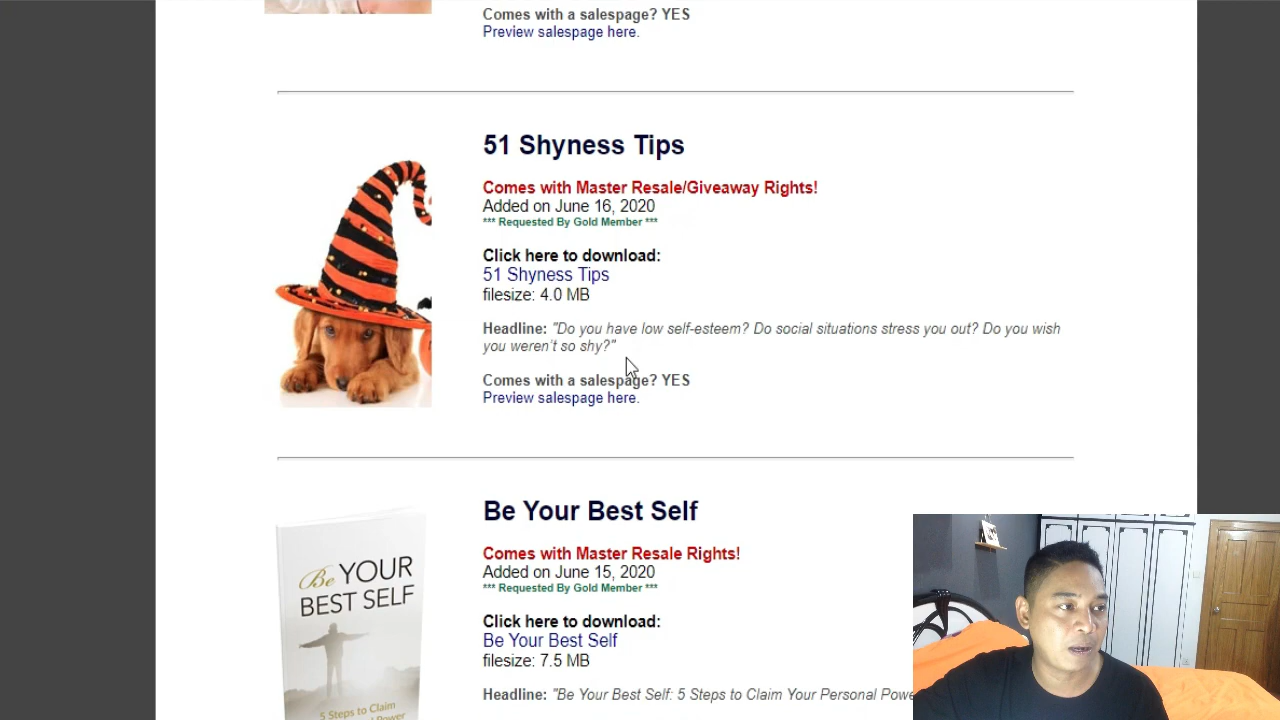 Comes with a salespage? YES
Preview salespage here.
51 Shyness Tips
Comes with Master Resale/Giveaway Rights!
Added on June 16, 2020
*** Requested By Gold Member ***
Click here to download:
51 Shyness Tips
filesize: 4.0 MB
Headline: "Do you have low self-esteem? Do social situations stress you out? Do you wish
you weren't so shy?"
Comes with a salespage? YES
Preview salespage here.
Be YOUR
BEST SELF
5 Steps to Claim
Be Your Best Self
Comes with Master Resale Rights!
Added on June 15, 2020
*** Requested By Gold Member ***
Click here to download:
Be Your Best Self
filesize: 7.5 MB
Headline: "Be Your Best Self: 5 Steps to Claim Your Personal